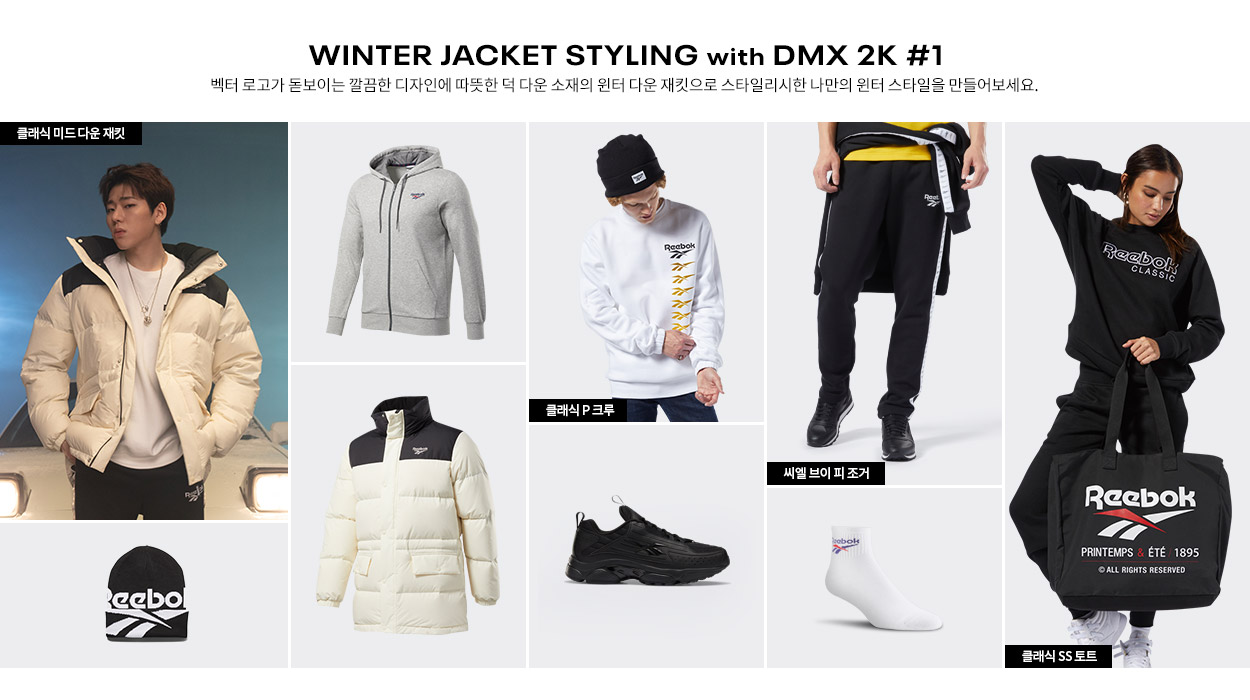 WINTER JACKET STYLING with DMX 2K #1
벡터 로고가 돋보이는 깔끔한 디자인에 따뜻한 덕 다운 소재의 윈터 다운 재킷으로 스타일리시한 나만의 윈터 스타일을 만들어보세요.
클래식 미드 다운 재킷
Reebok
Reebok
클래식 P 크루
Reebok
씨엘 브이 피 조거
Reebok
CLASSIC
Reebok
PRINTEMPS & ÉTÉ 1895
© ALL RIGHTS RESERVED
클래식 SS 토트